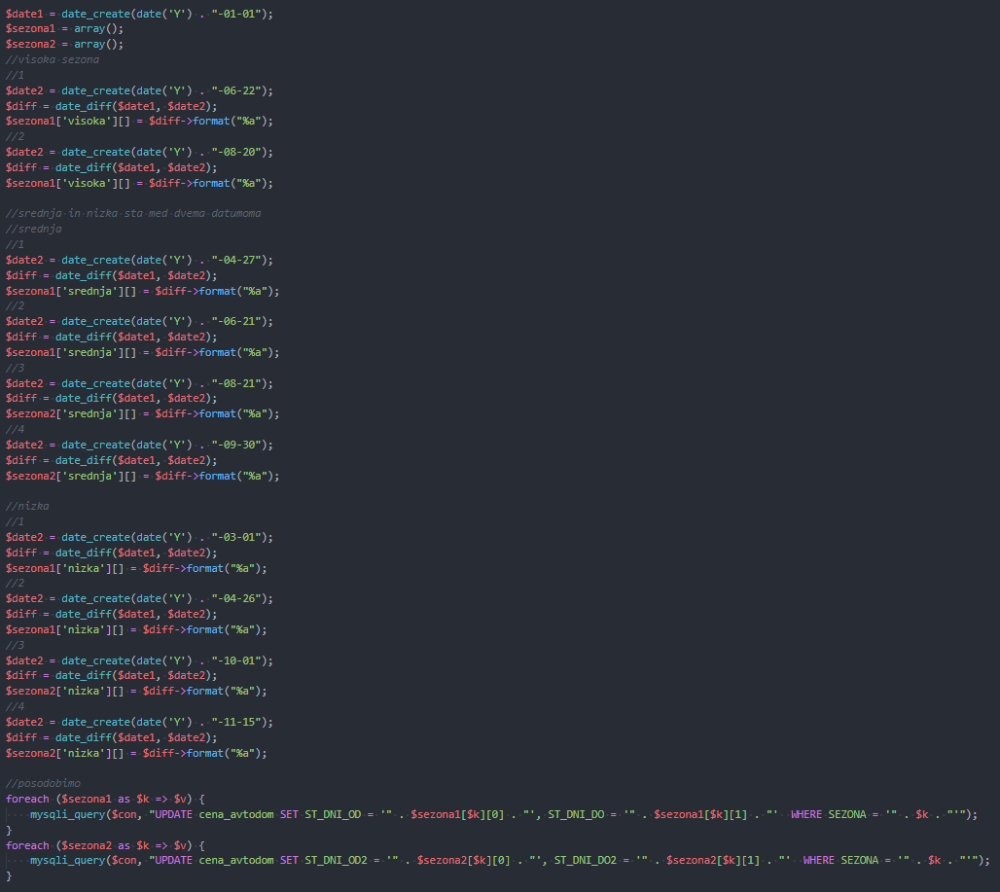 $date1 = date_create(date('Y') . "-01-01");
$sezona1 = array();
$sezona2 = array();
//visoka sezona
//1
$date2 = date_create(date('Y') . "-06-22");
$diff = date_diff($date1, $date2);
$sezona1['visoka'][] = $diff->format("%a");
//2
$date2 = date_create(date('Y') . "-08-20");
$diff = date_diff($date1, $date2);
$sezona1['visoka'][] = $diff->format("%a");

//srednja in nizka sta med dvema datumoma
//srednja
//1
$date2 = date_create(date('Y') . "-04-27");
$diff = date_diff($date1, $date2);
$sezona1['srednja'][] = $diff->format("%a");
//2
$date2 = date_create(date('Y') . "-06-21");
$diff = date_diff($date1, $date2);
$sezona1['srednja'][] = $diff->format("%a");
//3
$date2 = date_create(date('Y') . "-08-21");
$diff = date_diff($date1, $date2);
$sezona2['srednja'][] = $diff->format("%a");
//4
$date2 = date_create(date('Y') . "-09-30");
$diff = date_diff($date1, $date2);
$sezona2['srednja'][] = $diff->format("%a");

//nizka
//1
$date2 = date_create(date('Y') . "-03-01");
$diff = date_diff($date1, $date2);
$sezona1['nizka'][] = $diff->format("%a");
//2
$date2 = date_create(date('Y') . "-04-26");
$diff = date_diff($date1, $date2);
$sezona1['nizka'][] = $diff->format("%a");
//3
$date2 = date_create(date('Y') . "-10-01");
$diff = date_diff($date1, $date2);
$sezona2['nizka'][] = $diff->format("%a");
//4
$date2 = date_create(date('Y') . "-11-15");
$diff = date_diff($date1, $date2);
$sezona2['nizka'][] = $diff->format("%a");

//posodobimo
foreach ($sezona1 as $k => $v) {
    mysqli_query($con, "UPDATE cena_avtodom SET ST_DNI_OD = '" . $sezona1[$k][0] . "', ST_DNI_DO = '" . $sezona1[$k][1] . "'  WHERE SEZONA = '" . $k . "'");
}
foreach ($sezona2 as $k => $v) {
    mysqli_query($con, "UPDATE cena_avtodom SET ST_DNI_OD2 = '" . $sezona2[$k][0] . "', ST_DNI_DO2 = '" . $sezona2[$k][1] . "'  WHERE SEZONA = '" . $k . "'");
}